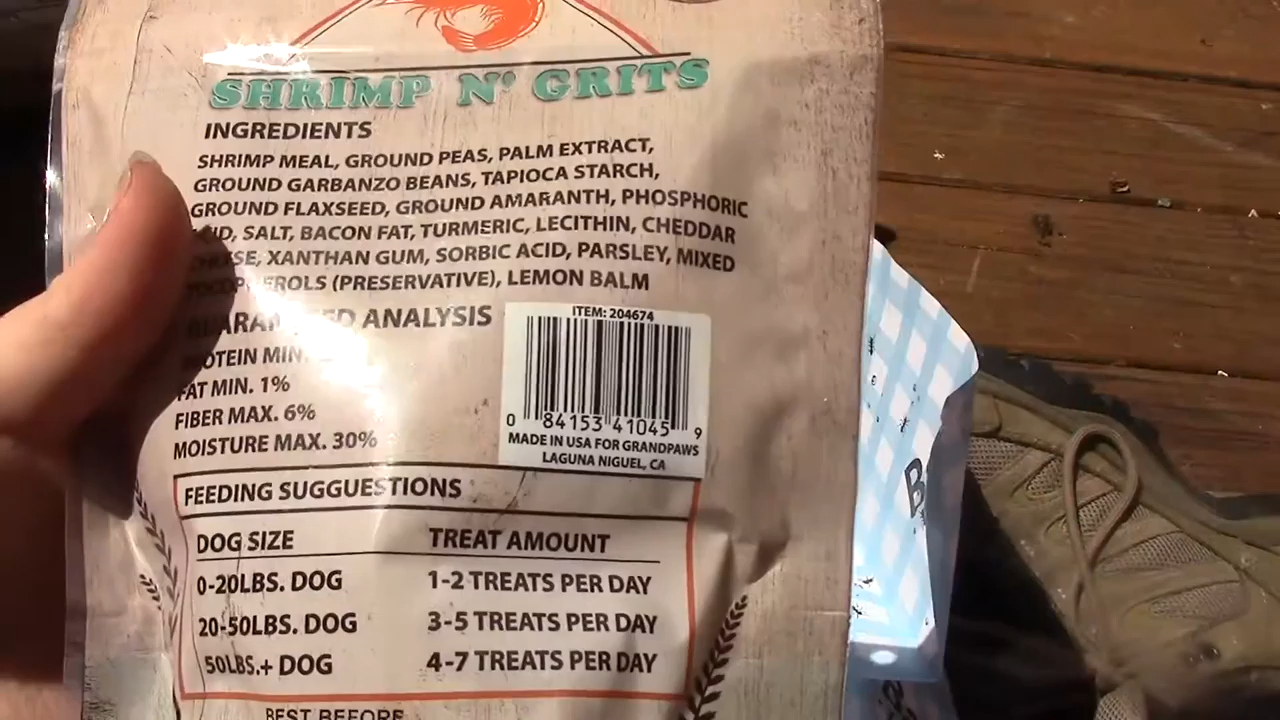 SHRIMP N' GRITS
INGREDIENTS
SHRIMP MEAL, GROUND PEAS, PALM EXTRACT,
GROUND GARBANZO BEANS, TAPIOCA STARCH,
GROUND FLAXSEED, GROUND AMARANTH, PHOSPHORIC
SALT, BACON FAT, TURMERIC, LECITHIN, CHEDDAR
XANTHAN GUM, SORBIC ACID, PARSLEY, MIXED
(PRESERVATIVE), LEMON BALM
ANALYSIS
PROTEIN MIN.
FAT MIN. 1%
FIBER MAX. 6%
MOISTURE MAX. 30%
ITEM: 204674
0 84153 41045 9
MADE IN USA FOR GRANDPAWS
LAGUNA NIGUEL, CA
FEEDING SUGGUESTIONS
DOG SIZE TREAT AMOUNT
0-20LBS. DOG 1-2 TREATS PER DAY
20-50LBS. DOG 3-5 TREATS PER DAY
50LBS.+ DOG 4-7 TREATS PER DAY
BEST BEFORE